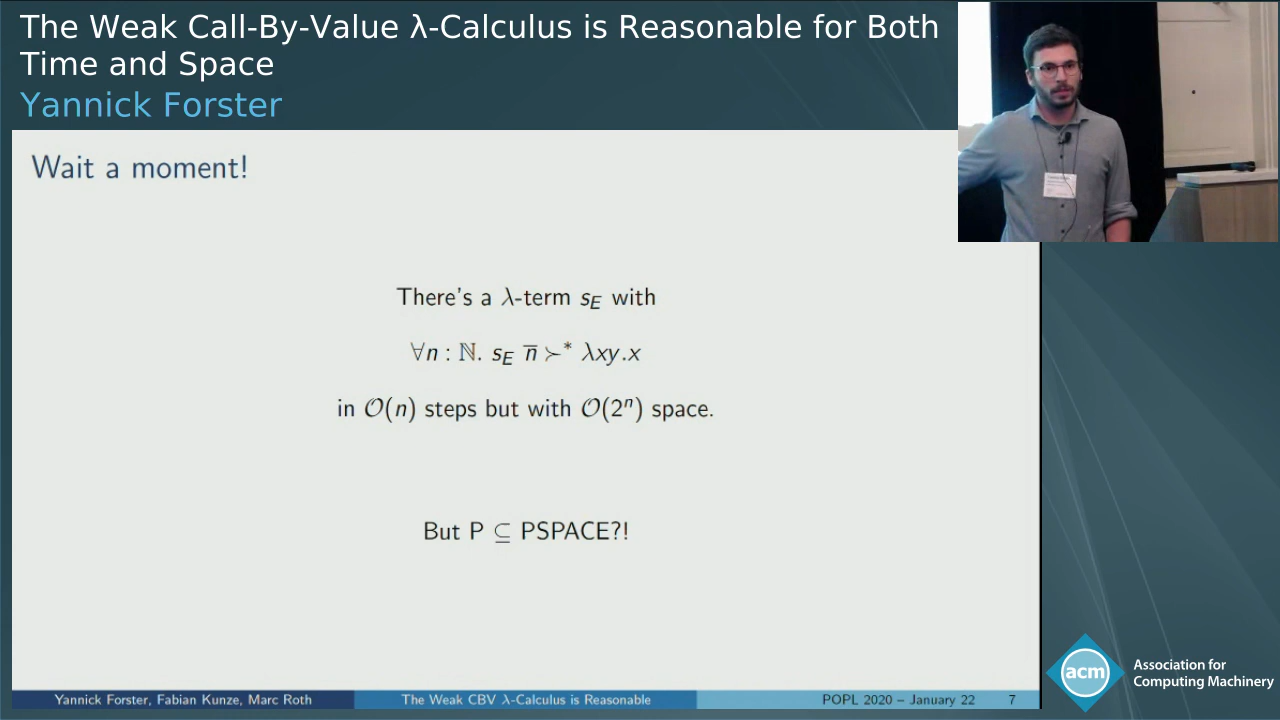 The Weak Call-By-Value λ-Calculus is Reasonable for Both
Time and Space
Yannick Forster
Wait a moment!
There's a λ-term s_E with
∀n : ℕ. s_E n̅ ≻* λxy.x
in 𝒪(n) steps but with 𝒪(2ⁿ) space.
But P ⊆ PSPACE?!
Yannick Forster, Fabian Kunze, Marc Roth
The Weak CBV λ-Calculus is Reasonable
POPL 2020 – January 22
7
acm
Association for
Computing Machinery